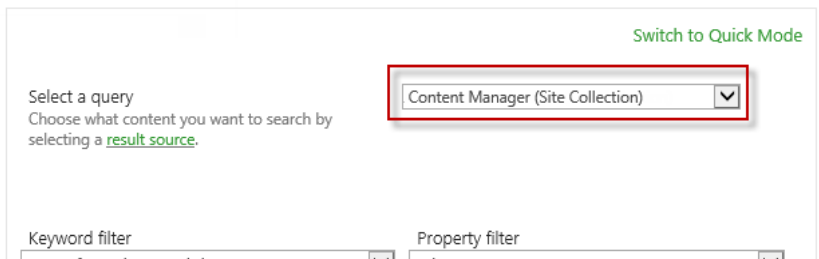 Switch to Quick Mode
Select a query
Content Manager (Site Collection)
Choose what content you want to search by
selecting a result source.
Keyword filter
Property filter